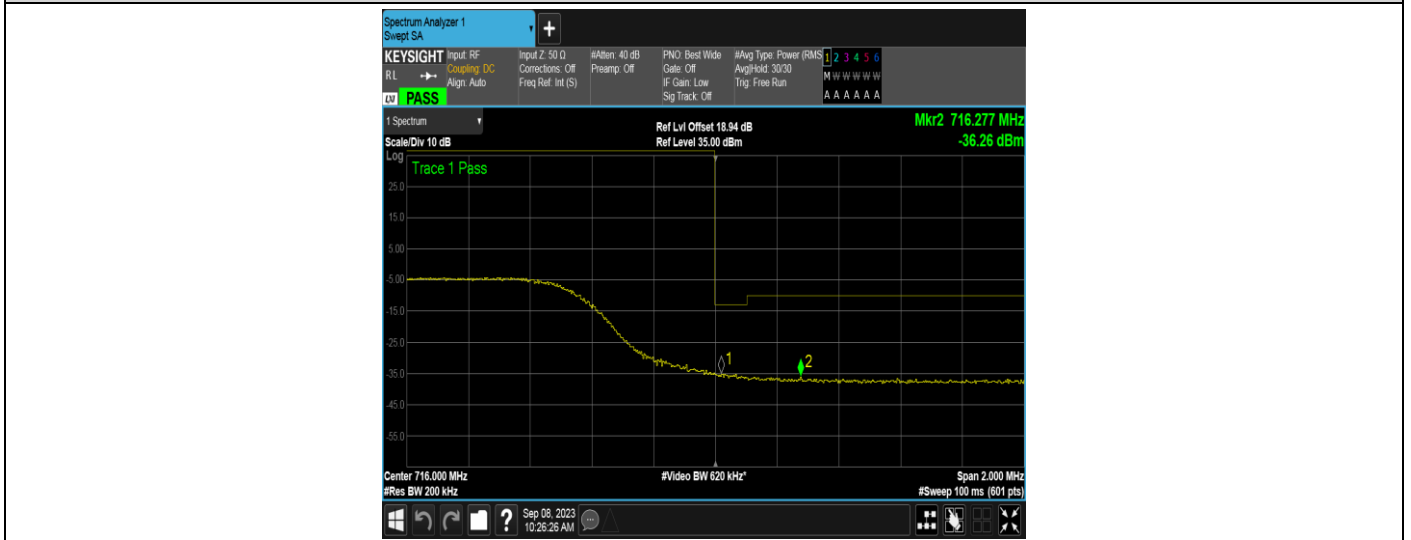 Spectrum Analyzer 1
Swept SA
+
KEYSIGHT Input: RF Input Z: 50 Ω #Atten: 40 dB PNO: Best Wide #Avg Type: Power (RMS 1 2 3 4 5 6
RL Coupling: DC Corrections: Off Preamp: Off Gate: Off Avg|Hold: 30/30 M W W W W W
Align: Auto Freq Ref: Int (S) IF Gain: Low Trig: Free Run
Sig Track: Off A A A A A A
LXI PASS
1 Spectrum Ref Lvl Offset 18.94 dB Mkr2 716.277 MHz
Scale/Div 10 dB Ref Level 35.00 dBm -36.26 dBm
Log
Trace 1 Pass
25.0
15.0
5.00
-5.00
-15.0
-25.0
1
2
-35.0
-45.0
-55.0
Center 716.000 MHz #Video BW 620 kHz* Span 2.000 MHz
#Res BW 200 kHz #Sweep 100 ms (601 pts)
? Sep 08, 2023
10:26:26 AM